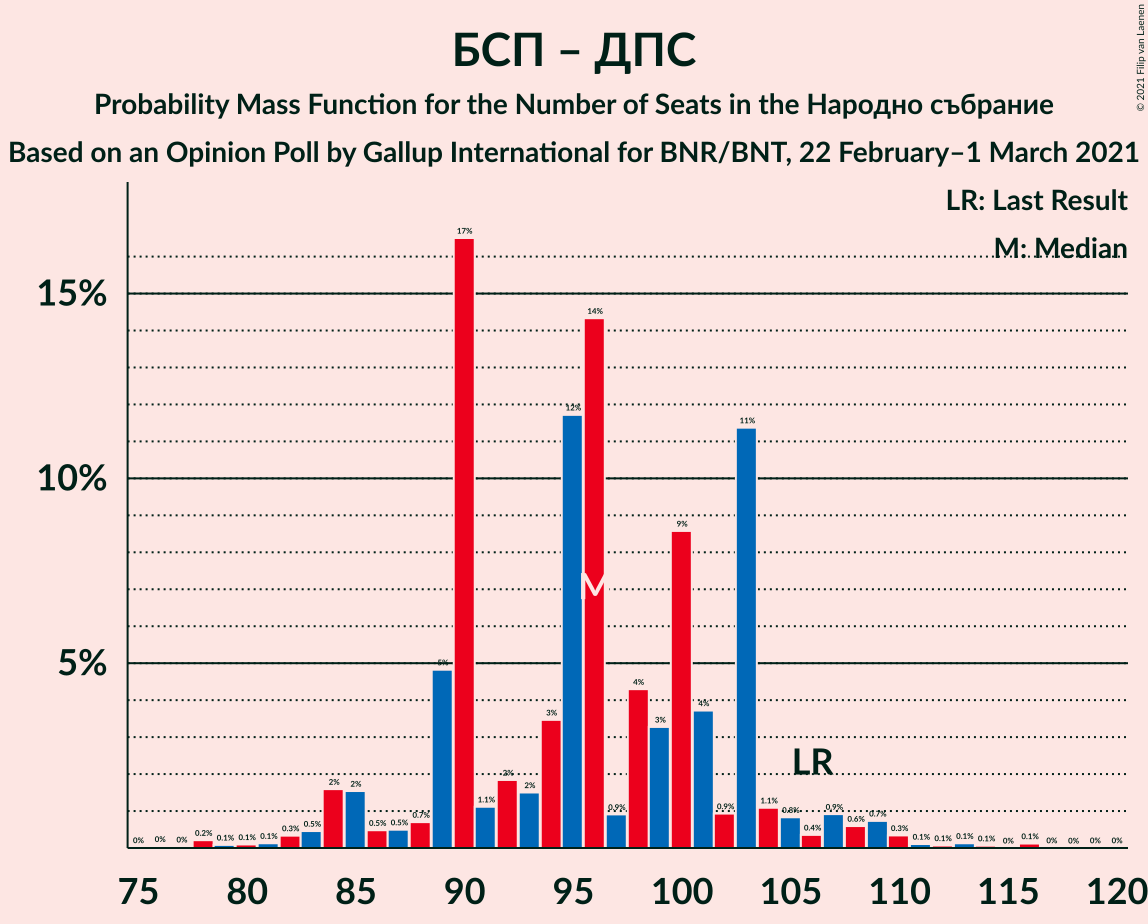 БСП – ДПС
Probability Mass Function for the Number of Seats in the Народно събрание
Based on an Opinion Poll by Gallup International for BNR/BNT, 22 February–1 March 2021
© 2021 Filip van Laenen
LR: Last Result
M: Median
15%
10%
5%
0% 0% 0% 0.2% 0.1% 0.1% 0.1% 0.3% 0.5% 2% 2% 0.5% 0.5% 0.7% 5% 17% 1.1% 2% 2% 3% 12% 14% 0.9% 4% 3% 9% 4% 0.9% 11% 1.1% 0.8% 0.4% 0.9% 0.6% 0.7% 0.3% 0.1% 0.1% 0.1% 0.1% 0% 0.1% 0% 0% 0% 0%
M
LR
75 80 85 90 95 100 105 110 115 120